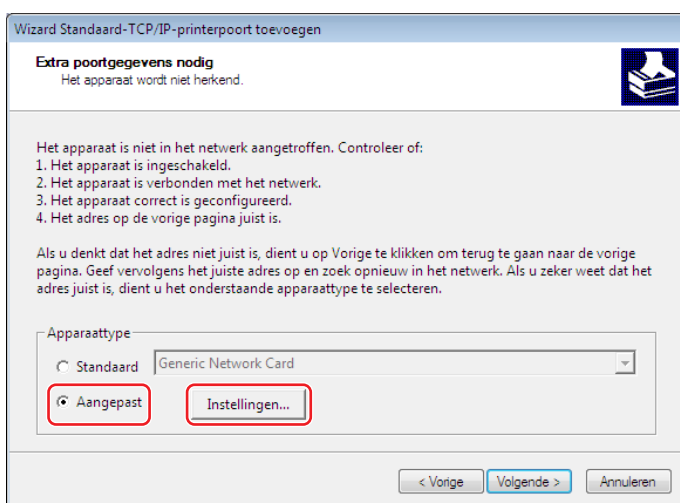 Wizard Standaard-TCP/IP-printerpoort toevoegen
Extra poortgegevens nodig
Het apparaat wordt niet herkend.
Het apparaat is niet in het netwerk aangetroffen. Controleer of:
1. Het apparaat is ingeschakeld.
2. Het apparaat is verbonden met het netwerk.
3. Het apparaat correct is geconfigureerd.
4. Het adres op de vorige pagina juist is.
Als u denkt dat het adres niet juist is, dient u op Vorige te klikken om terug te gaan naar de vorige
pagina. Geef vervolgens het juiste adres op en zoek opnieuw in het netwerk. Als u zeker weet dat het
adres juist is, dient u het onderstaande apparaattype te selecteren.
Apparaattype
Standaard Generic Network Card
Aangepast Instellingen...
< Vorige Volgende > Annuleren